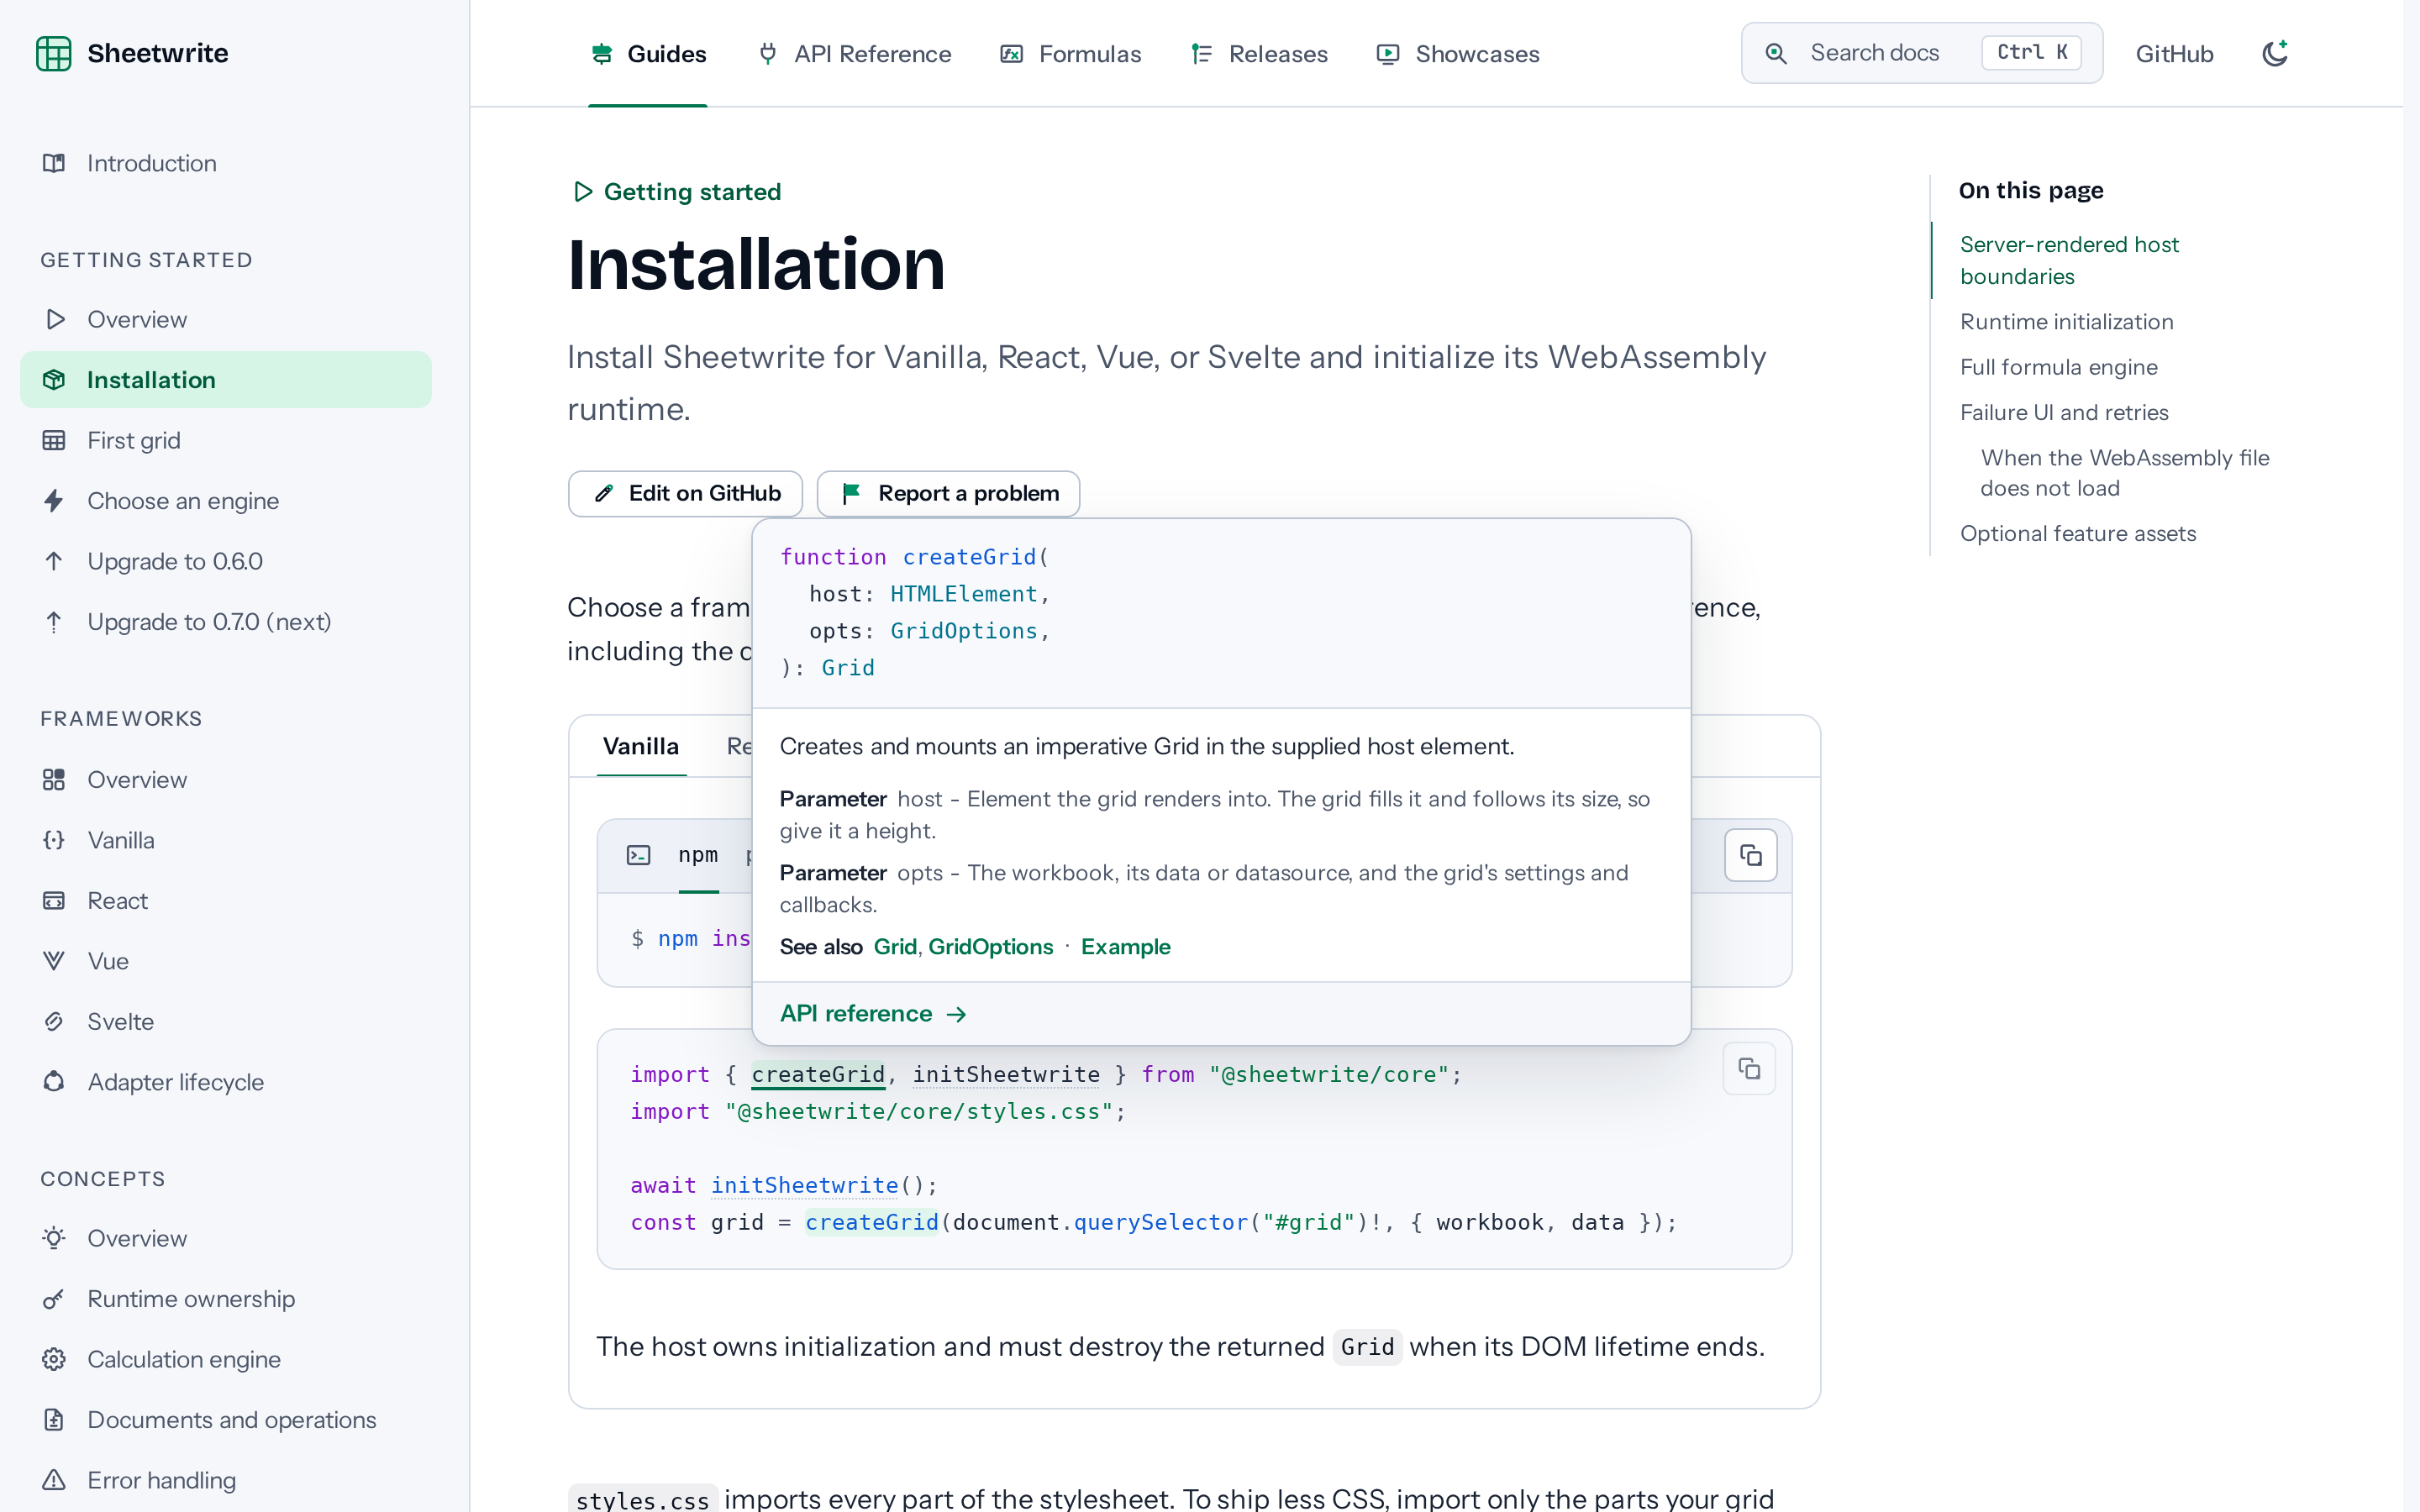 Sheetwrite
Guides
API Reference
Formulas
Releases
Showcases
Search docs
Ctrl K
GitHub
Introduction
GETTING STARTED
Overview
Installation
First grid
Choose an engine
Upgrade to 0.6.0
Upgrade to 0.7.0 (next)
FRAMEWORKS
Overview
Vanilla
React
Vue
Svelte
Adapter lifecycle
CONCEPTS
Overview
Runtime ownership
Calculation engine
Documents and operations
Error handling
Getting started
Installation
Install Sheetwrite for Vanilla, React, Vue, or Svelte and initialize its WebAssembly
runtime.
Edit on GitHub
Report a problem
Choose a
including the
function createGrid(
host: HTMLElement,
opts: GridOptions,
): Grid
Creates and mounts an imperative Grid in the supplied host element.
Parameter host - Element the grid renders into. The grid fills it and follows its size, so
give it a height.
Parameter opts - The workbook, its data or datasource, and the grid's settings and
callbacks.
See also Grid, GridOptions · Example
API reference →
Vanilla
npm
$ npm
import { createGrid, initSheetwrite } from "@sheetwrite/core";
import "@sheetwrite/core/styles.css";
await initSheetwrite();
const grid = createGrid(document.querySelector("#grid")!, { workbook, data });
The host owns initialization and must destroy the returned Grid when its DOM lifetime ends.
styles.css imports every part of the stylesheet. To ship less CSS, import only the parts your grid
On this page
Server-rendered host
boundaries
Runtime initialization
Full formula engine
Failure UI and retries
When the WebAssembly file
does not load
Optional feature assets